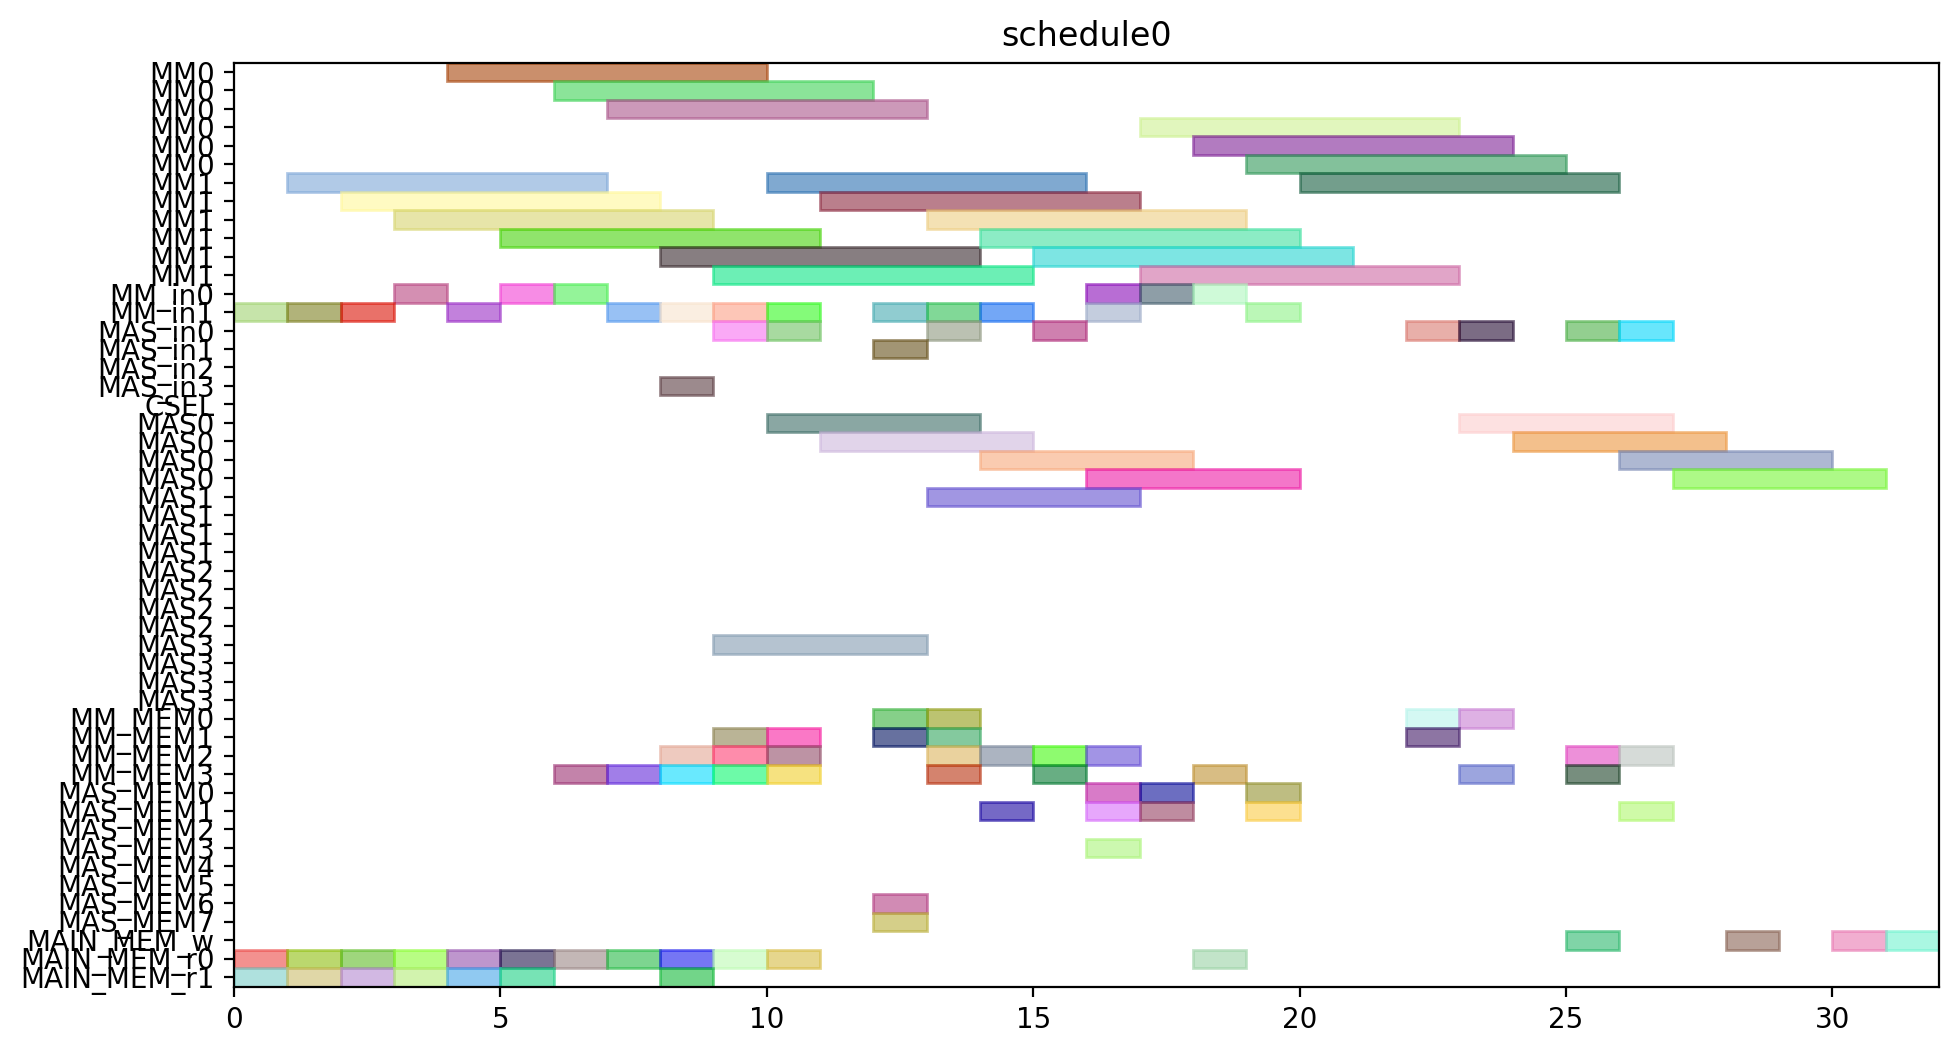 schedule0
MM0
MM0
MM0
MM0
MM0
MM0
MM1
MM1
MM1
MM1
MM1
MM1
MM_in0
MM_in1
MAS_in0
MAS_in1
MAS_in2
MAS_in3
CSEL
MAS0
MAS0
MAS0
MAS0
MAS1
MAS1
MAS1
MAS1
MAS2
MAS2
MAS2
MAS2
MAS3
MAS3
MAS3
MAS3
MM_MEM0
MM_MEM1
MM_MEM2
MM_MEM3
MAS_MEM0
MAS_MEM1
MAS_MEM2
MAS_MEM3
MAS_MEM4
MAS_MEM5
MAS_MEM6
MAS_MEM7
MAIN_MEM_w
MAIN_MEM_r0
MAIN_MEM_r1
0 5 10 15 20 25 30